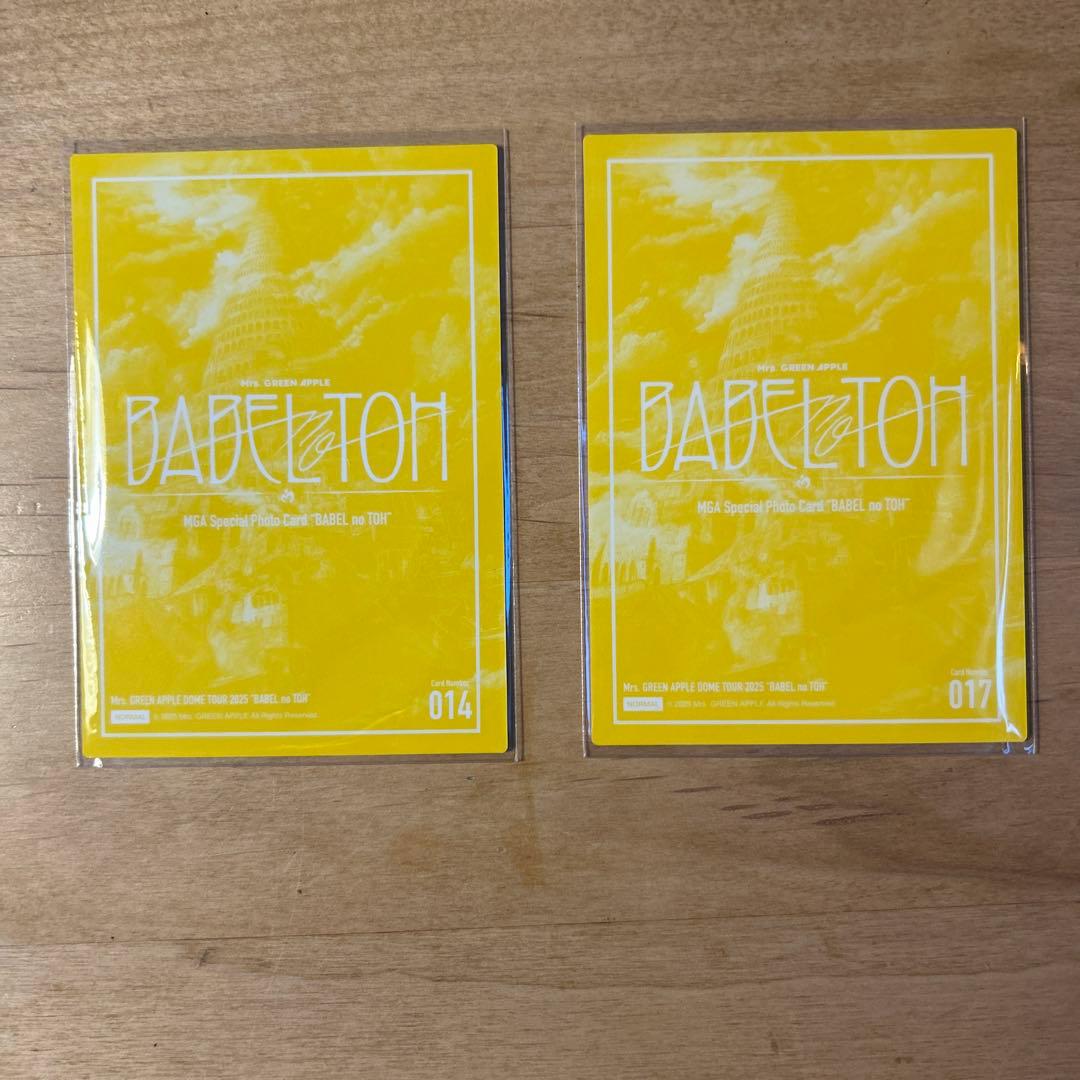 Mrs. GREEN APPLE
BABEL no TOH
MGA Special Photo Card "BABEL no TOH"
Mrs. GREEN APPLE DOME TOUR 2025 "BABEL no TOH"
NORMAL © 2025 Mrs. GREEN APPLE All Rights Reserved.
Card Number
014
Mrs. GREEN APPLE
BABEL no TOH
MGA Special Photo Card "BABEL no TOH"
Mrs. GREEN APPLE DOME TOUR 2025 "BABEL no TOH"
NORMAL © 2025 Mrs. GREEN APPLE All Rights Reserved.
Card Number
017